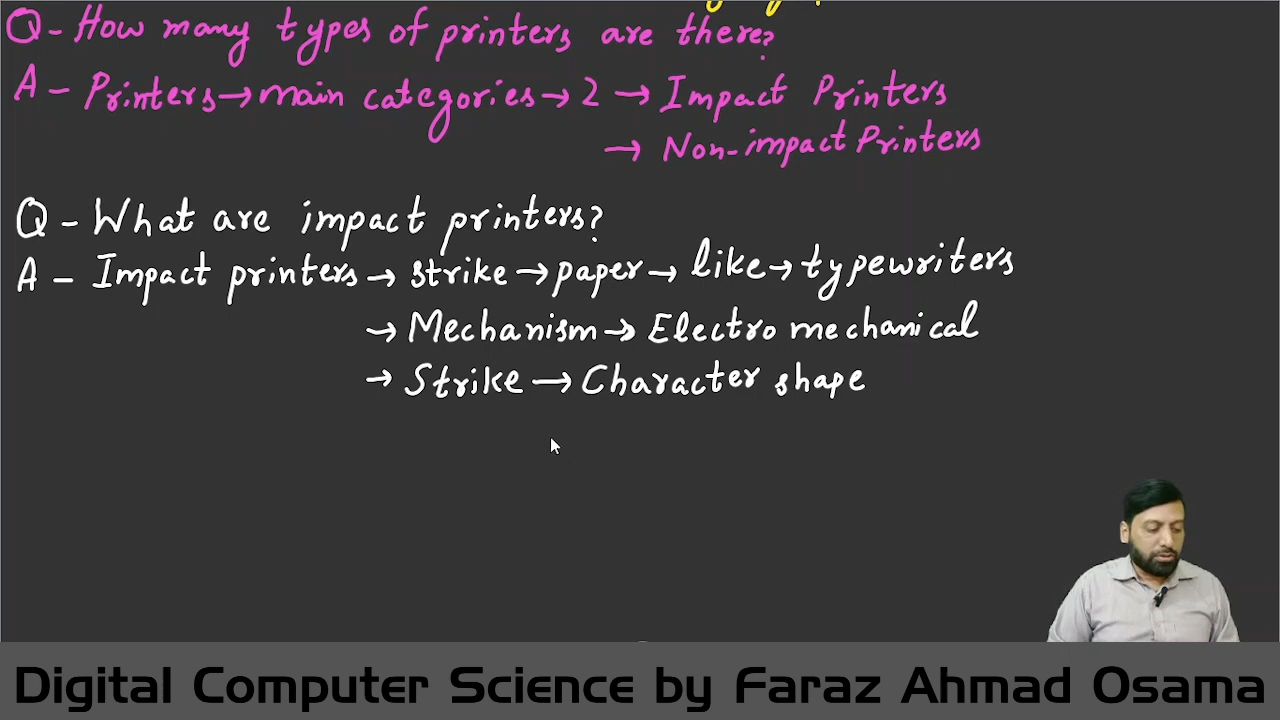 Q- How many types of printers are there?
A- Printers→main categories→2→Impact Printers
→ Non-impact Printers
Q- What are impact printers?
A- Impact printers→strike→paper→like→typewriters
→Mechanism→Electro mechanical
→Strike→Character shape
Digital Computer Science by Faraz Ahmad Osama